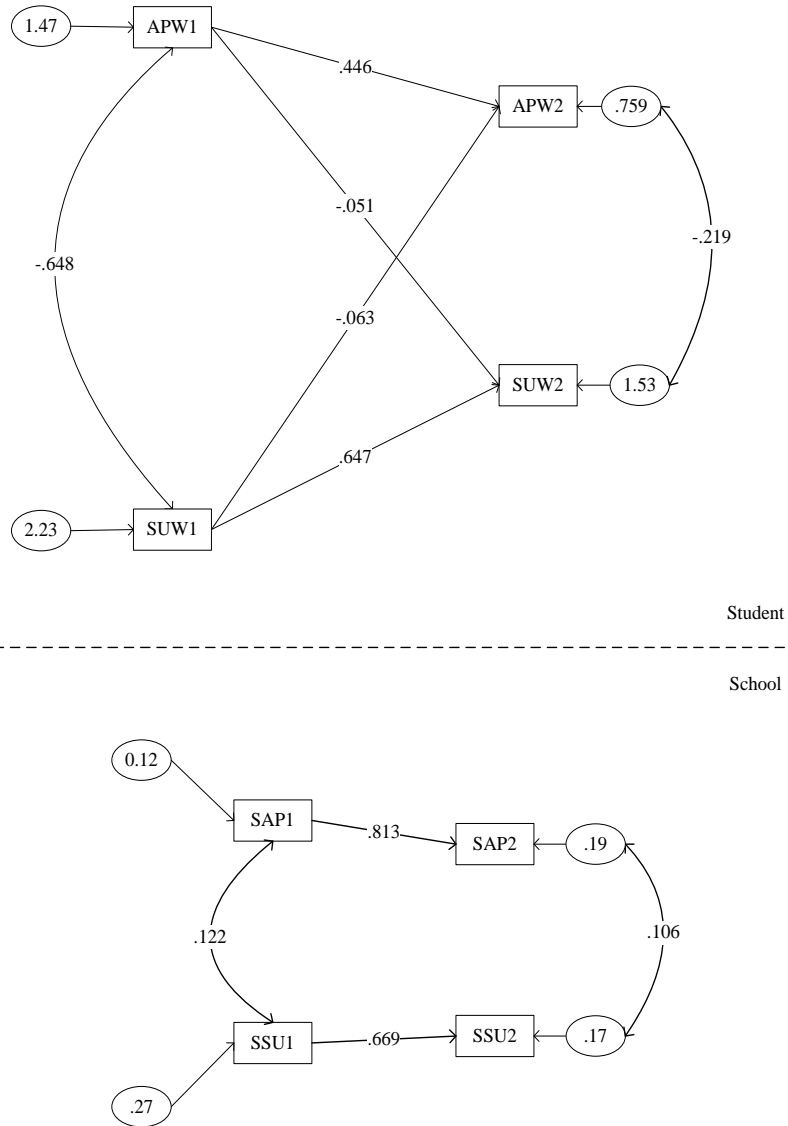 1.47
APW1
.446
APW2
.759
-.051
-.219
-.648
-.063
SUW2
1.53
.647
2.23
SUW1
Student
School
0.12
SAP1
.813
SAP2
.19
.122
.106
SSU1
.669
SSU2
.17
.27